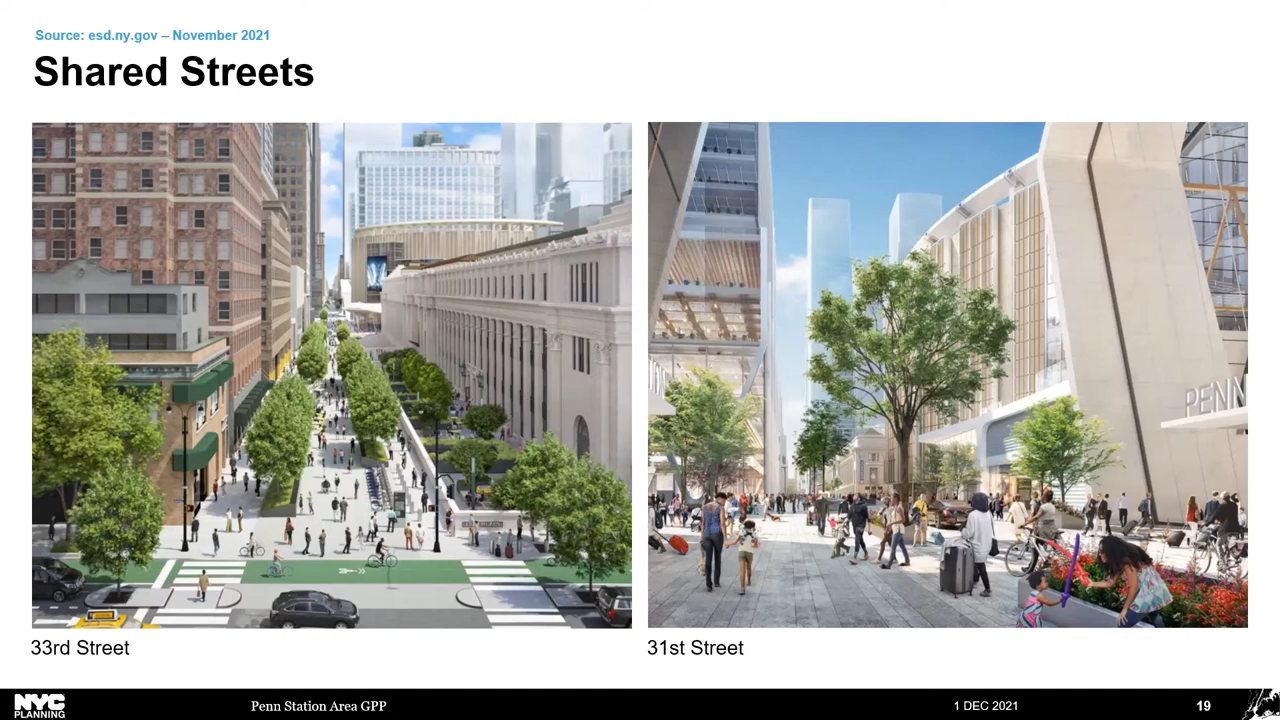 Source: esd.ny.gov – November 2021
Shared Streets
PENN
33rd Street
31st Street
NYC
PLANNING
Penn Station Area GPP
1 DEC 2021
19